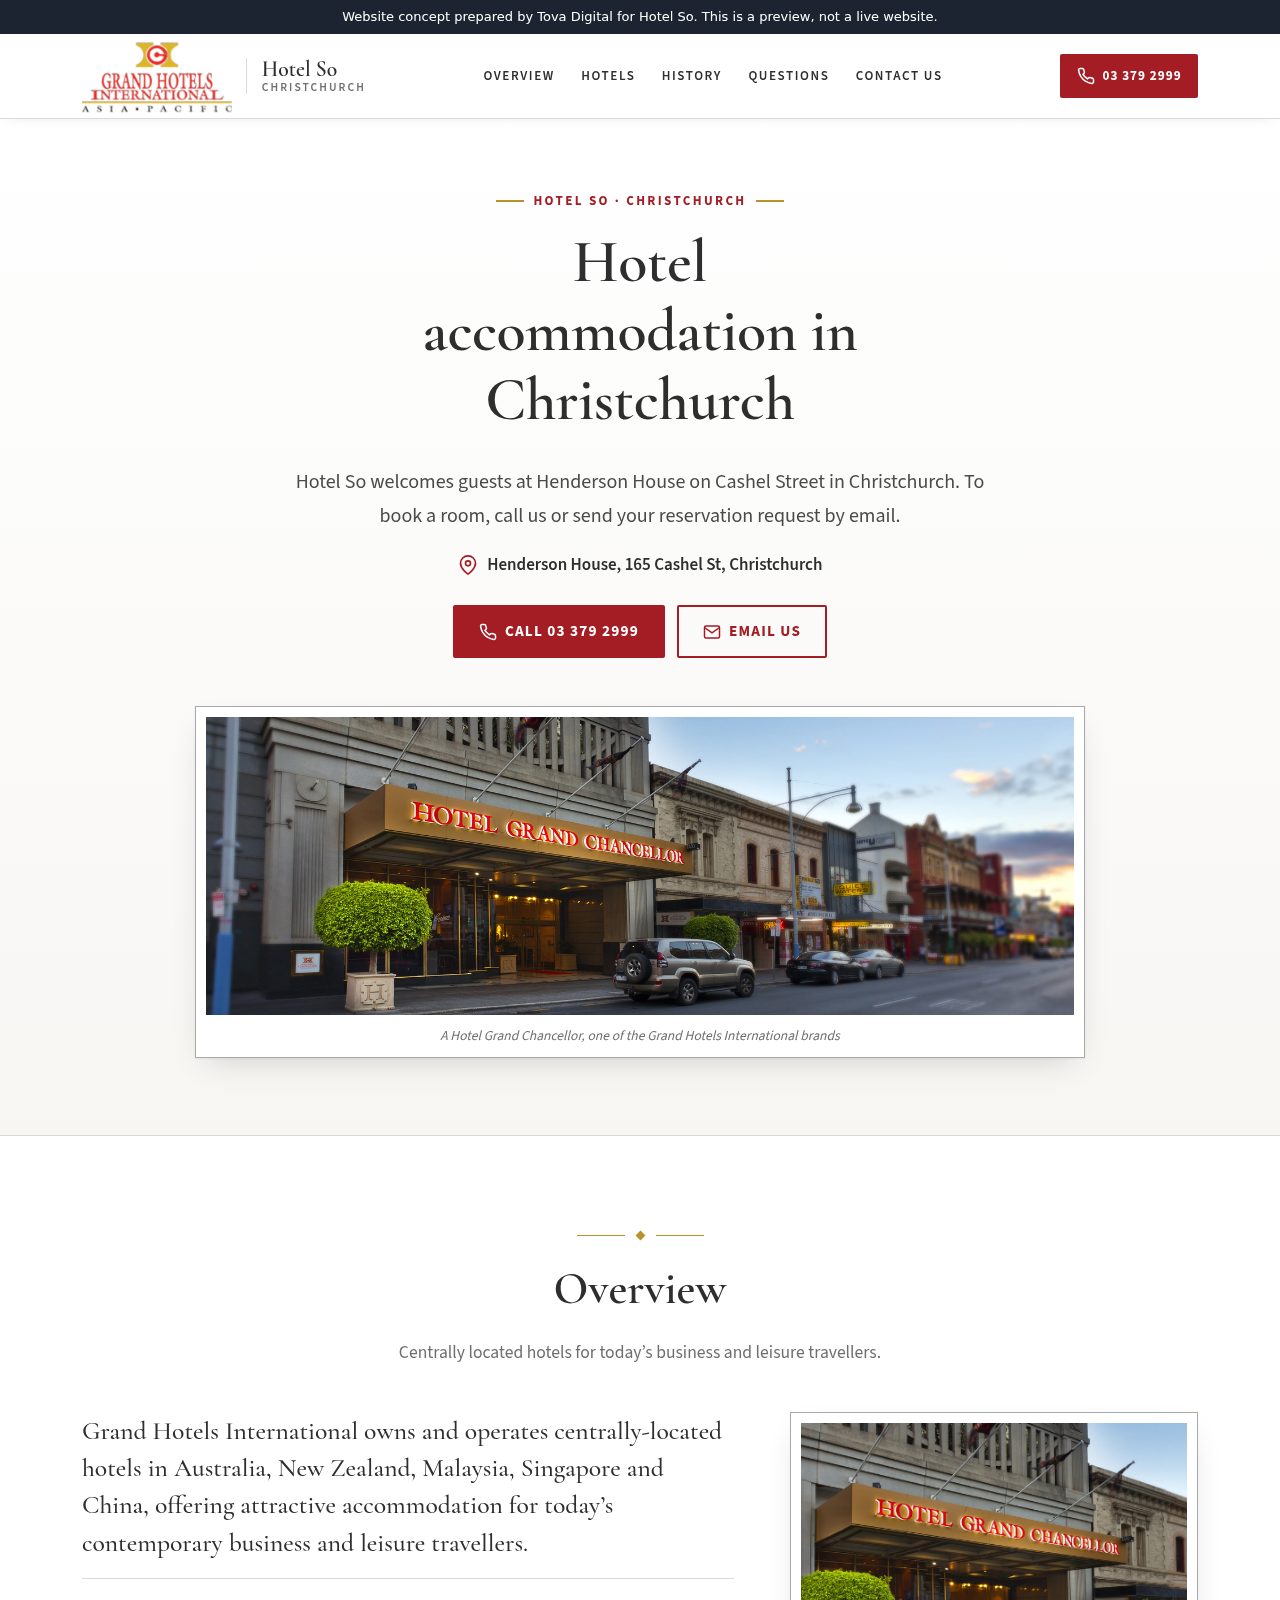 Website concept prepared by Tova Digital for Hotel So. This is a preview, not a live website.
GRAND HOTELS
INTERNATIONAL
ASIA • PACIFIC
Hotel So
CHRISTCHURCH
OVERVIEW
HOTELS
HISTORY
QUESTIONS
CONTACT US
03 379 2999
HOTEL SO · CHRISTCHURCH
Hotel
accommodation in
Christchurch
Hotel So welcomes guests at Henderson House on Cashel Street in Christchurch. To
book a room, call us or send your reservation request by email.
Henderson House, 165 Cashel St, Christchurch
CALL 03 379 2999
EMAIL US
HOTEL GRAND CHANCELLOR
A Hotel Grand Chancellor, one of the Grand Hotels International brands
Overview
Centrally located hotels for today’s business and leisure travellers.
Grand Hotels International owns and operates centrally-located
hotels in Australia, New Zealand, Malaysia, Singapore and
China, offering attractive accommodation for today’s
contemporary business and leisure travellers.
HOTEL GRAND CHANCELLOR